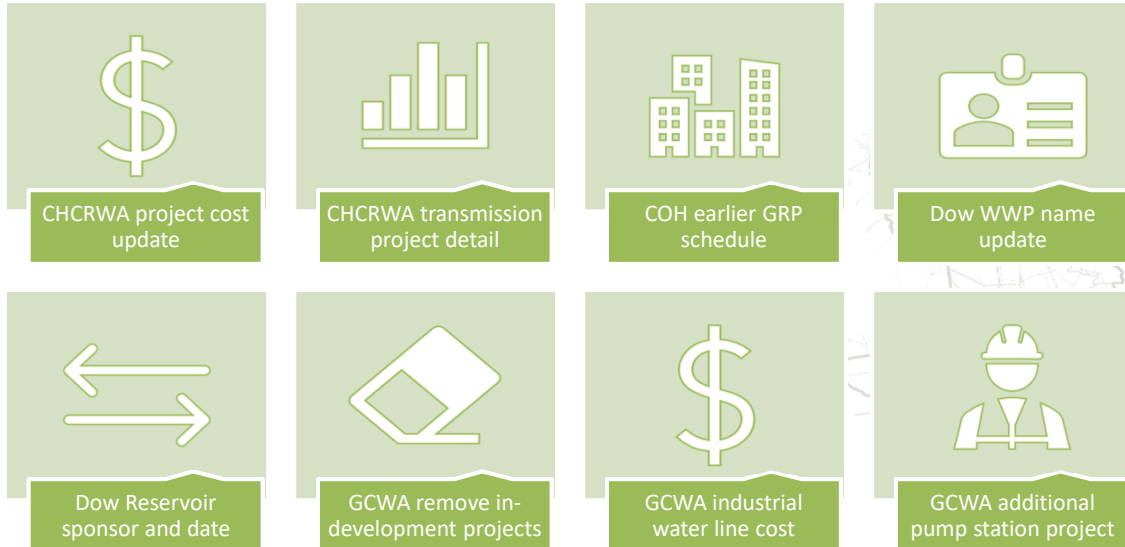 CHCRWA project cost
update
CHCRWA transmission
project detail
COH earlier GRP
schedule
Dow WWP name
update
Dow Reservoir
sponsor and date
GCWA remove in-
development projects
GCWA industrial
water line cost
GCWA additional
pump station project